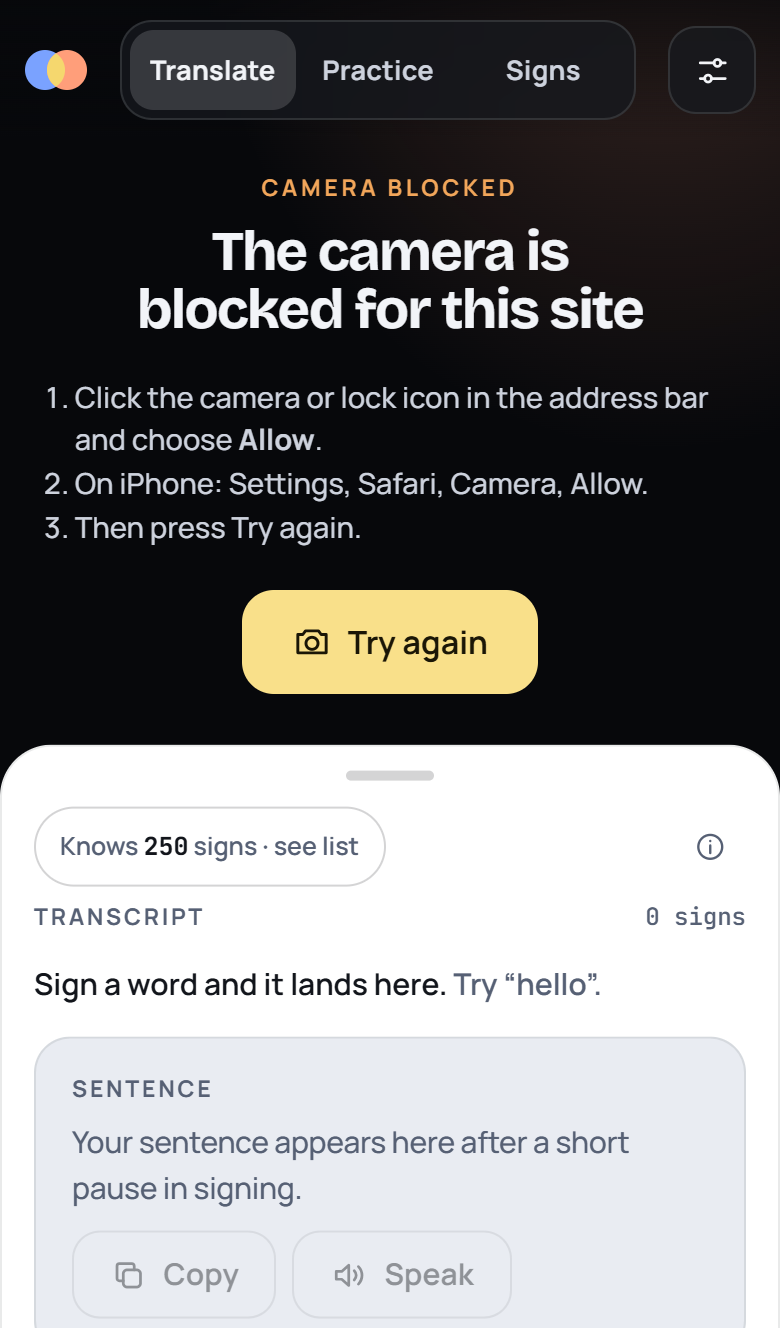 Translate Practice Signs
CAMERA BLOCKED
The camera is
blocked for this site
1. Click the camera or lock icon in the address bar
and choose Allow.
2. On iPhone: Settings, Safari, Camera, Allow.
3. Then press Try again.
Try again
Knows 250 signs · see list
TRANSCRIPT 0 signs
Sign a word and it lands here. Try “hello”.
SENTENCE
Your sentence appears here after a short
pause in signing.
Copy Speak